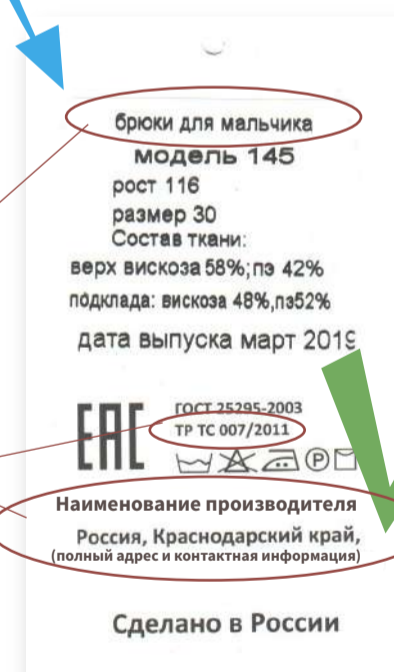 брюки для мальчика
модель 145
рост 116
размер 30
Состав ткани:
верх вискоза 58%; пэ 42%
подклада: вискоза 48%,пэ52%
дата выпуска март 2019
ЕАС
ГОСТ 25295-2003
ТР ТС 007/2011
P
Наименование производителя
Россия, Краснодарский край,
(полный адрес и контактная информация)
Сделано в России